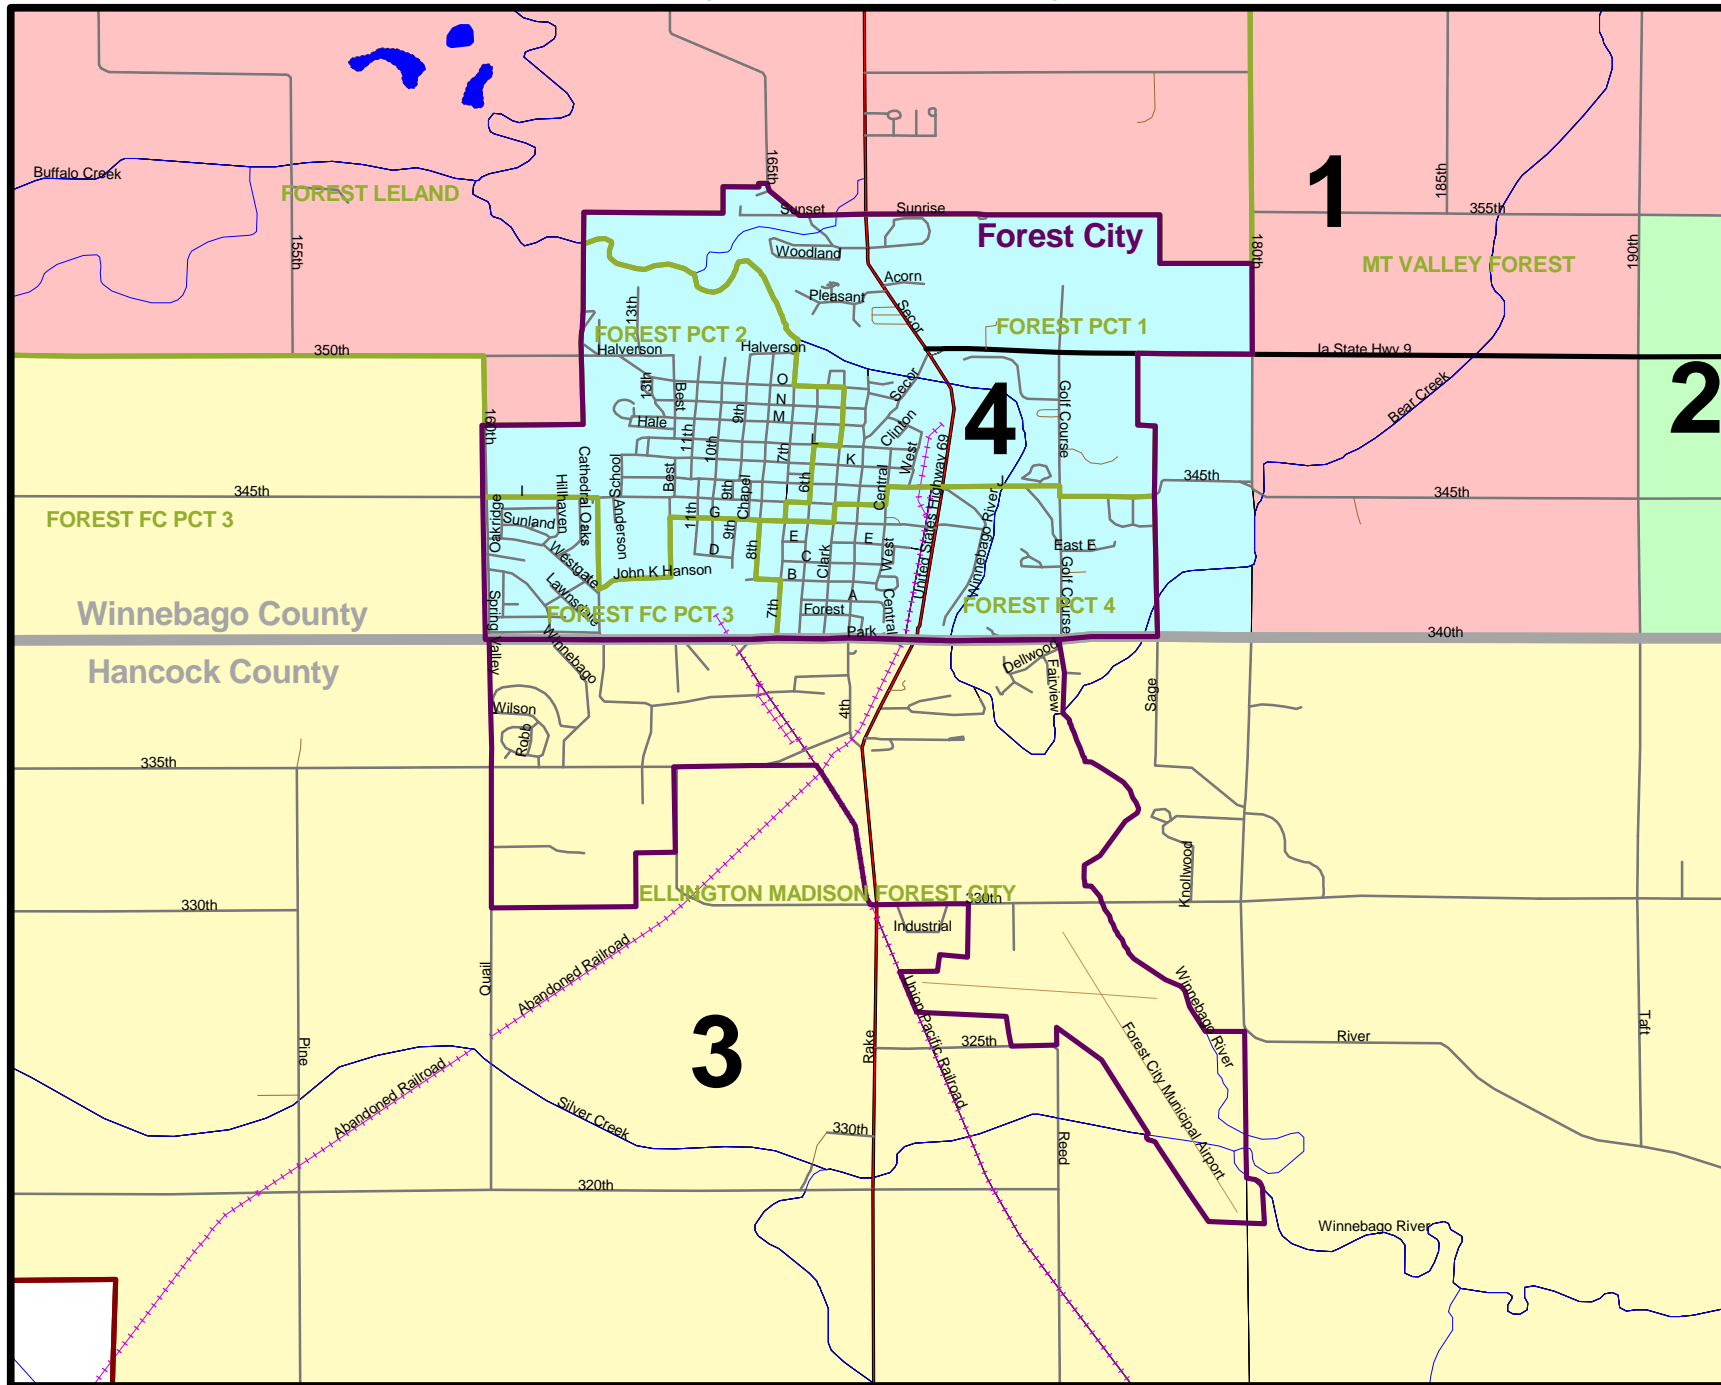 165th
1
185th
Buffalo Creek
FOREST LELAND
Sunset
Sunrise
355th
Forest City
155th
Woodland
180th
190th
MT VALLEY FOREST
Acorn
Pleasant
13th
Secor
FOREST PCT 2
FOREST PCT 1
350th
Halverson
Halverson
Ia State Hwy 9
O
13th
Best
N
Secor
4
Golf Course
Bear Creek
2
M
9th
Hale
160th
Clinton
11th
L
10th
7th
K
West
United States Highway 69
Cathedral Oaks
School
Best
6th
Central
345th
J
Hillhaven
I
9th
Chapel
345th
345th
FOREST FC PCT 3
Oakridge
Sunland
Anderson
11th
G
9th
Winnebago River
D
8th
E
E
East E
C
Clark
West
Westgate
John K Hanson
B
Golf Course
Lawnsdale
A
Winnebago County
Spring Valley
FOREST FC PCT 3
7th
Forest
Central
FOREST PCT 4
Park
340th
Hancock County
Winnebago
Dellwood
Fairview
Sage
Wilson
4th
Robb
335th
Knollwood
ELLINGTON MADISON FOREST CITY
330th
330th
Industrial
Abandoned Railroad
Quail
Union Pacific Railroad
Winnebago River
3
Pine
Rake
325th
Forest City Municipal Airport
River
Taft
Abandoned Railroad
Silver Creek
330th
Reed
320th
Winnebago River